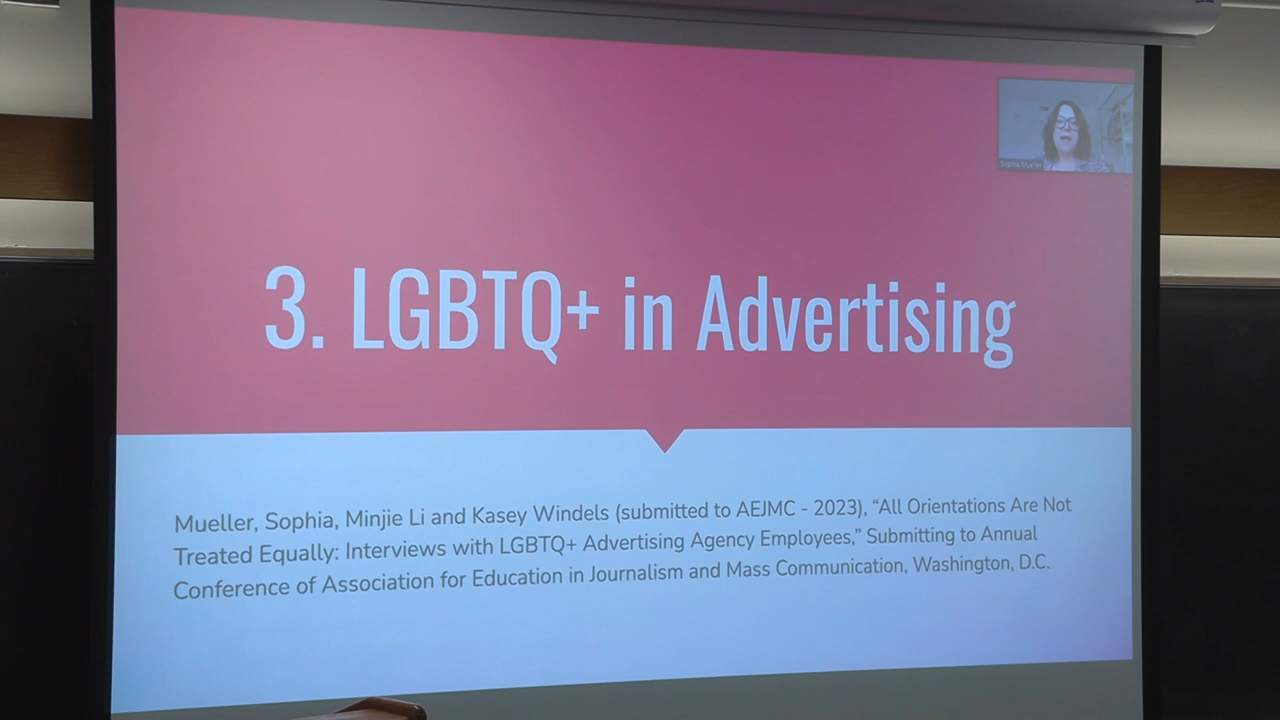 Sophia Mueller
3. LGBTQ+ in Advertising
Mueller, Sophia, Minjie Li and Kasey Windels (submitted to AEJMC - 2023), “All Orientations Are Not
Treated Equally: Interviews with LGBTQ+ Advertising Agency Employees,” Submitting to Annual
Conference of Association for Education in Journalism and Mass Communication, Washington, D.C.